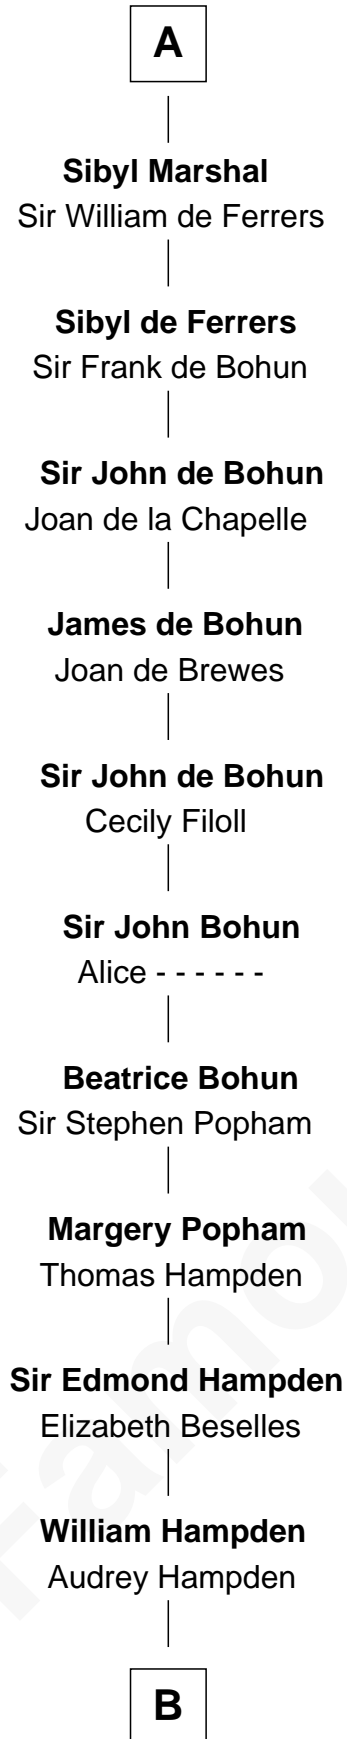 A
Sibyl Marshal
Sir William de Ferrers
Sibyl de Ferrers
Sir Frank de Bohun
Sir John de Bohun
Joan de la Chapelle
James de Bohun
Joan de Brewes
Sir John de Bohun
Cecily Filoll
Sir John Bohun
Alice - - - - - -
Beatrice Bohun
Sir Stephen Popham
Margery Popham
Thomas Hampden
Sir Edmond Hampden
Elizabeth Beselles
William Hampden
Audrey Hampden
B